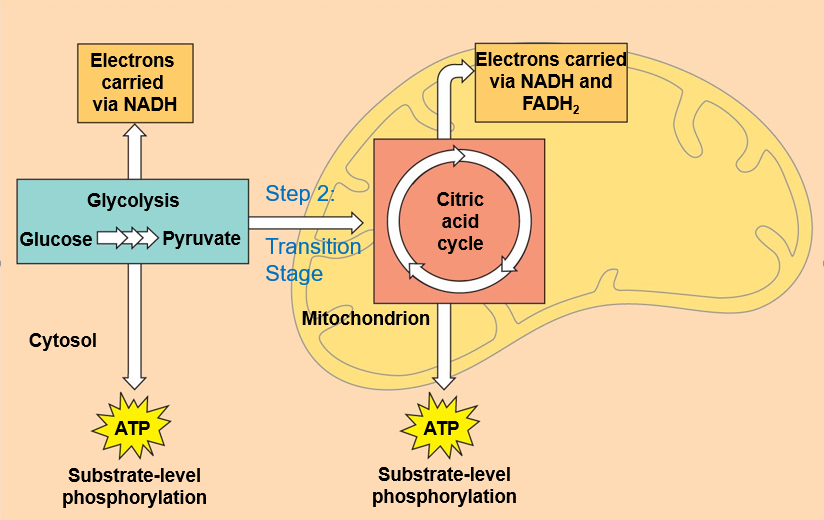 Electrons
carried
via NADH
Electrons carried
via NADH and
FADH₂
Glycolysis
Glucose Pyruvate
Step 2:
Transition
Stage
Citric
acid
cycle
Mitochondrion
Cytosol
ATP
Substrate-level
phosphorylation
ATP
Substrate-level
phosphorylation